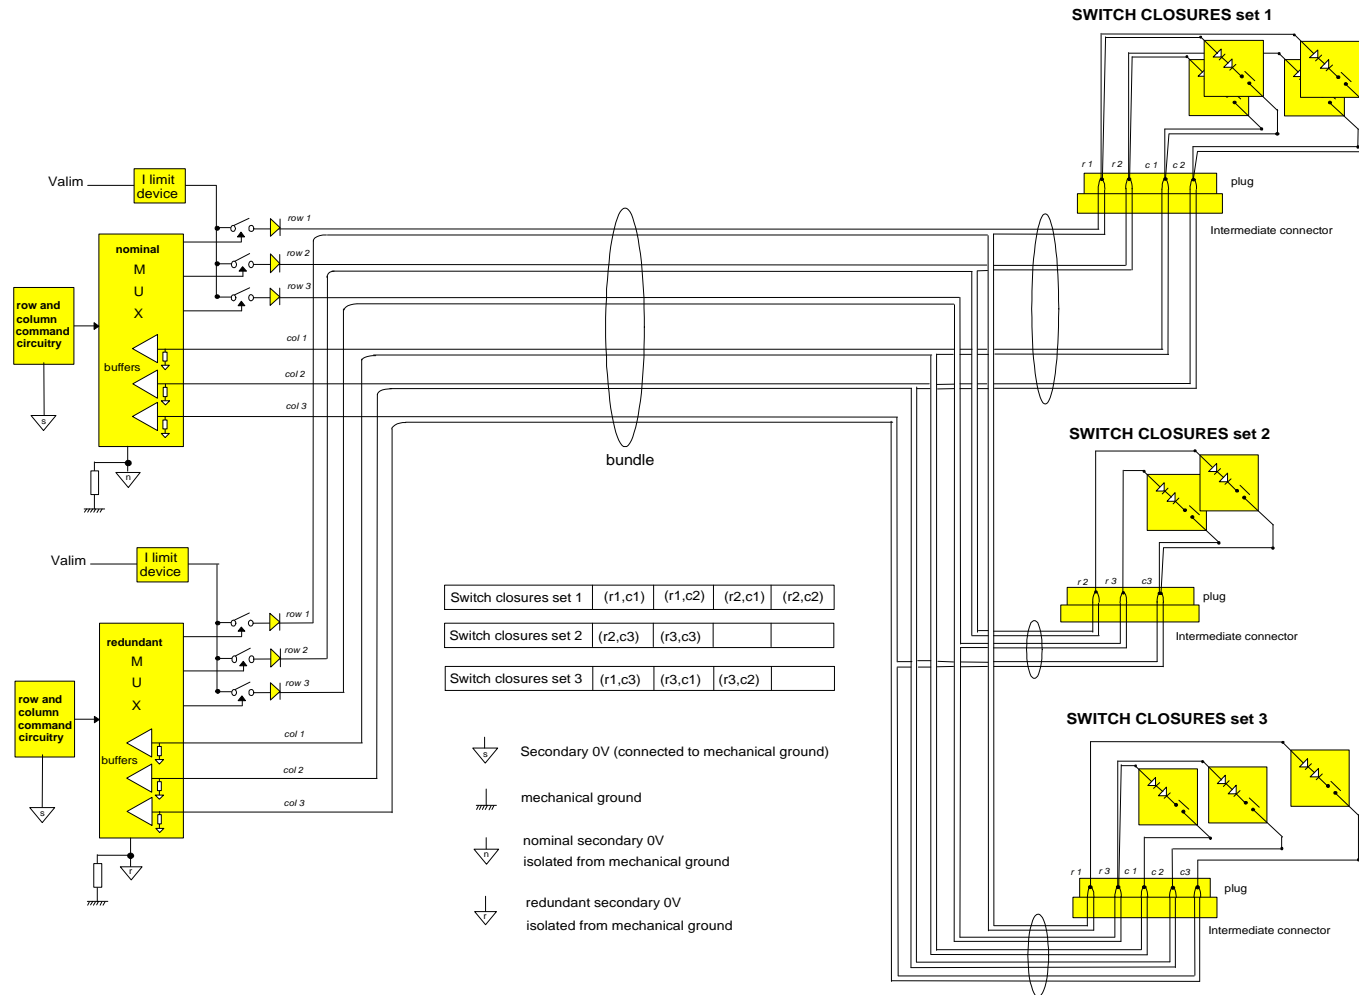 SWITCH CLOSURES set 1
r 1 r 2 c 1 c 2
plug
Intermediate connector
Valim
I limit
device
row 1
row 2
row 3
nominal
M
U
X
row and
column
command
circuitry
buffers
col 1
col 2
col 3
s
n
bundle
SWITCH CLOSURES set 2
r 2 r 3 c3
plug
Intermediate connector
Valim
I limit
device
row 1
row 2
row 3
redundant
M
U
X
row and
column
command
circuitry
buffers
col 1
col 2
col 3
s
r
Switch closures set 1 (r1,c1) (r1,c2) (r2,c1) (r2,c2)
Switch closures set 2 (r2,c3) (r3,c3)
Switch closures set 3 (r1,c3) (r3,c1) (r3,c2)
s Secondary 0V (connected to mechanical ground)
mechanical ground
nominal secondary 0V
n
isolated from mechanical ground
redundant secondary 0V
r
isolated from mechanical ground
SWITCH CLOSURES set 3
r 1 r 3 c 1 c 2 c3
plug
Intermediate connector